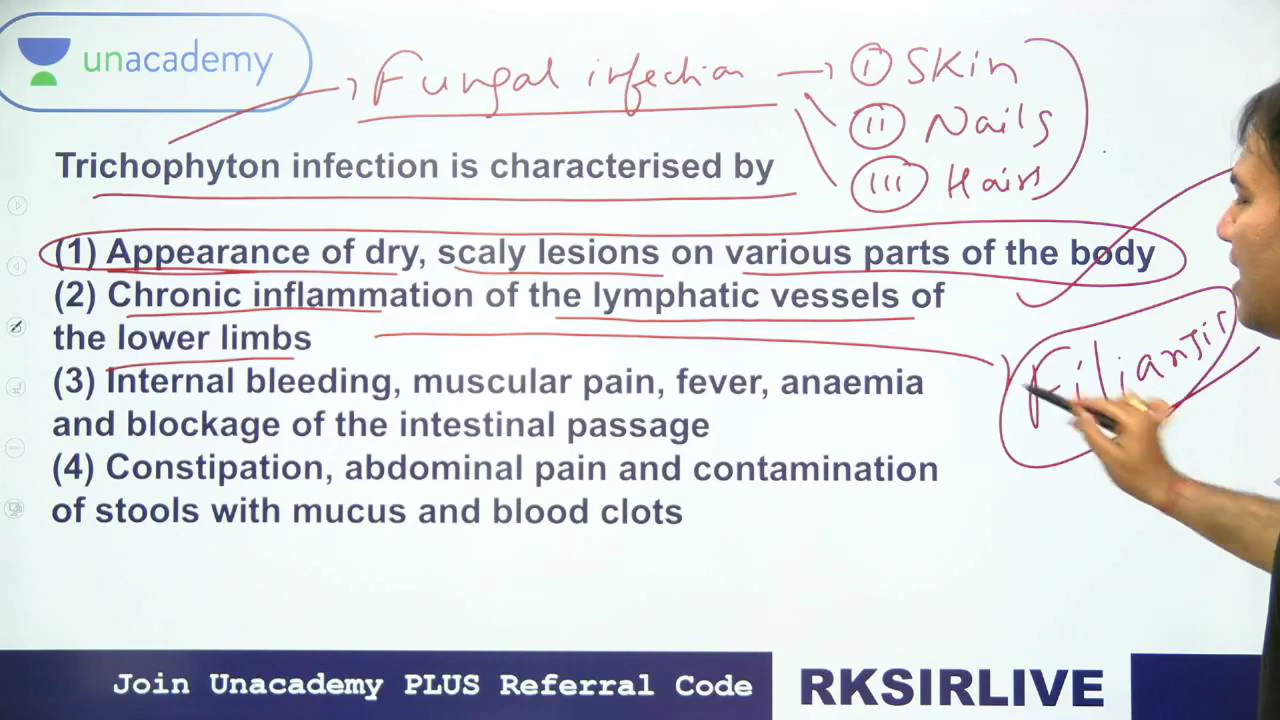 unacademy
Fungal infection → (i) Skin
(ii) Nails
(iii) Hairs
Trichophyton infection is characterised by
(1) Appearance of dry, scaly lesions on various parts of the body
(2) Chronic inflammation of the lymphatic vessels of
the lower limbs
(3) Internal bleeding, muscular pain, fever, anaemia
and blockage of the intestinal passage
(4) Constipation, abdominal pain and contamination
of stools with mucus and blood clots
Join Unacademy PLUS Referral Code
RKSIRLIVE